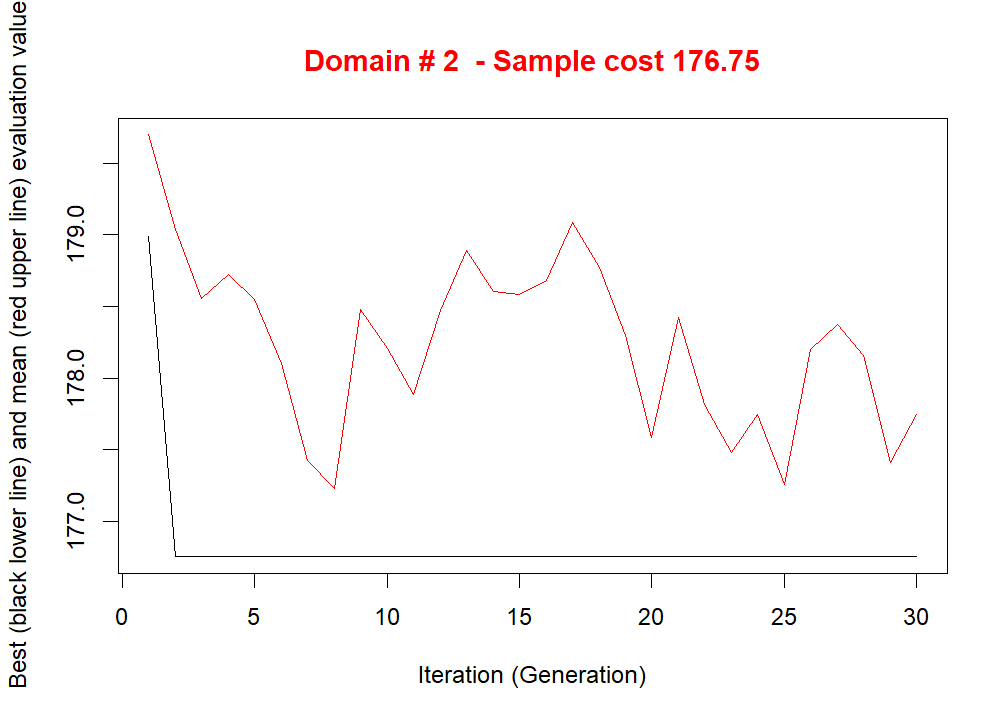 Domain # 2 - Sample cost 176.75
Best (black lower line) and mean (red upper line) evaluation value
179.0
178.0
177.0
0 5 10 15 20 25 30
Iteration (Generation)